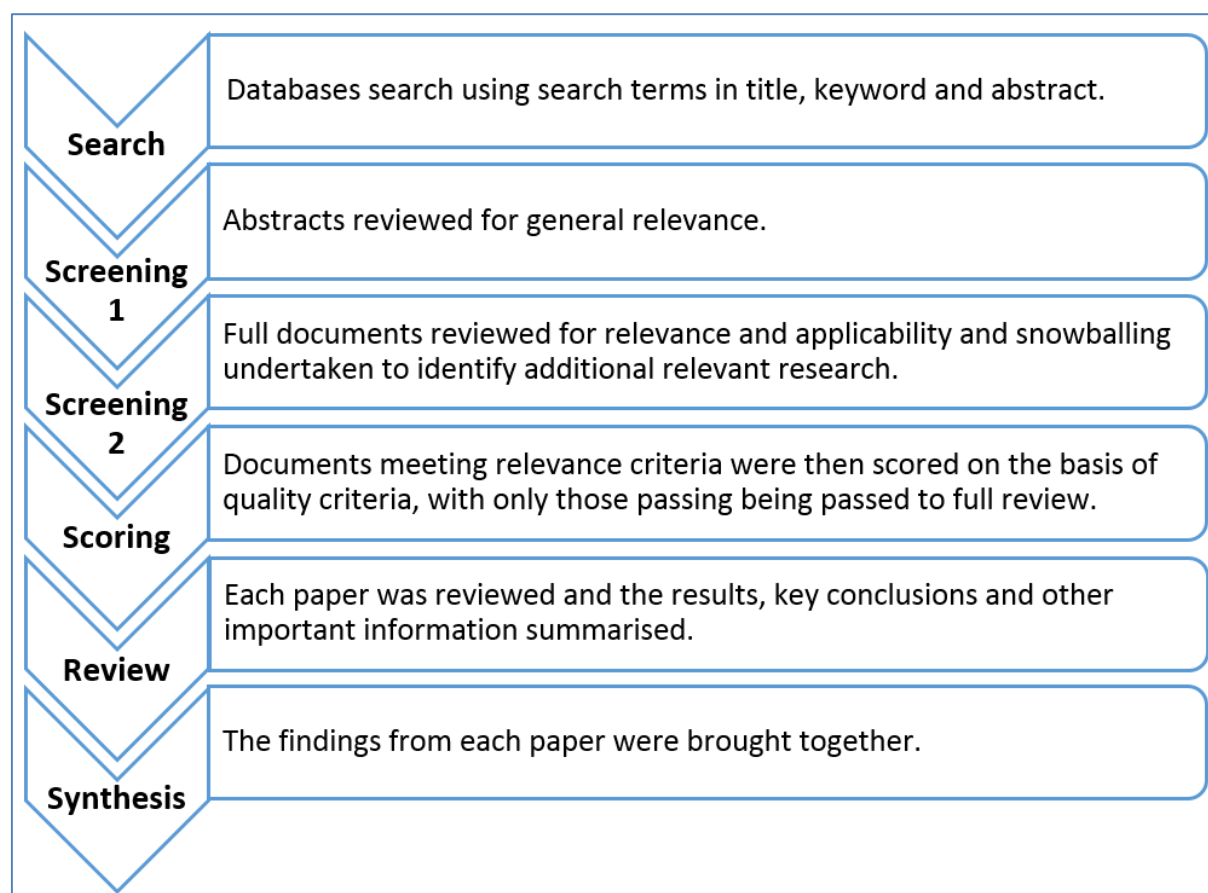 Search
Databases search using search terms in title, keyword and abstract.
Screening
1
Abstracts reviewed for general relevance.
Screening
2
Full documents reviewed for relevance and applicability and snowballing
undertaken to identify additional relevant research.
Scoring
Documents meeting relevance criteria were then scored on the basis of
quality criteria, with only those passing being passed to full review.
Review
Each paper was reviewed and the results, key conclusions and other
important information summarised.
Synthesis
The findings from each paper were brought together.